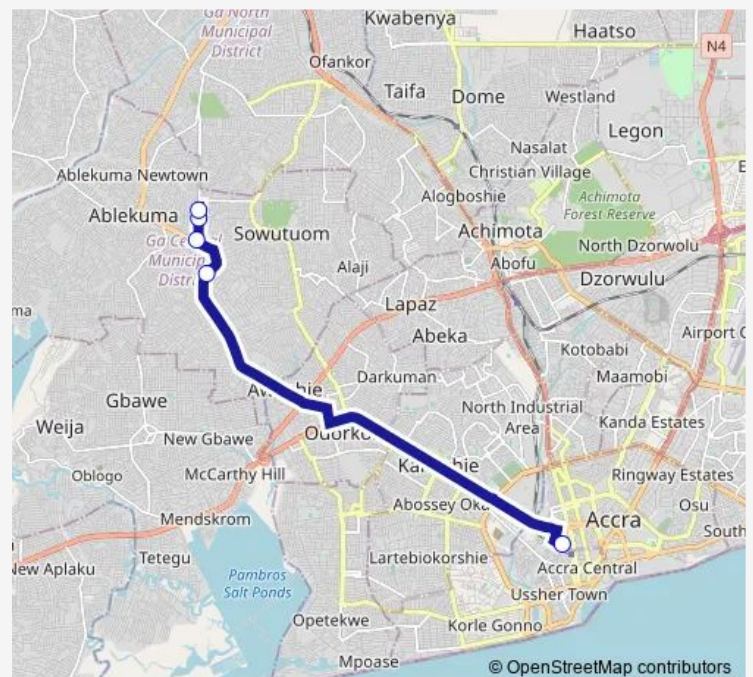 Ga North
Municipal
District
Kwabenya
Haatso
N4
Ofankor
Taifa
Dome
Westland
Legon
Nasalat
Christian Village
Ablekuma Newtown
Alogboshie
Achimota
Forest Reserve
Ablekuma
Sowutuom
Achimota
North Dzorwolu
Alaji
Abofu
Dzorwulu
Lapaz
Abeka
Airport
Kotobabi
Darkuman
Maamobi
Gbawe
North Industrial
Area
Kanda Estates
Weija
New Gbawe
Oblogo
McCarthy Hill
Ringway Estates
Abossey
Mendskrom
Accra
Osu
South
New Aplaku
Tetegu
Lartebiokorshie
Accra Central
Pambros
Salt Ponds
Ussher Town
Opetekwe
Korle Gonno
Mpoase
© OpenStreetMap contributors